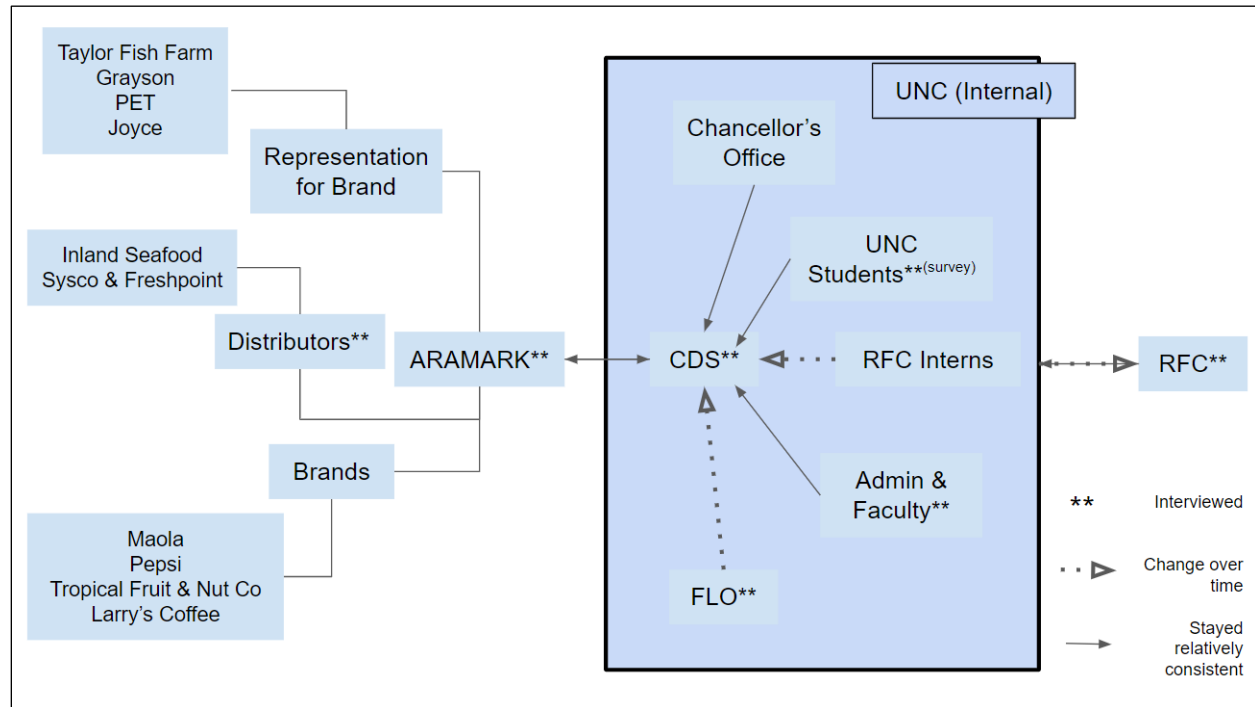 Taylor Fish Farm
Grayson
PET
Joyce
Representation
for Brand
Inland Seafood
Sysco & Freshpoint
Distributors**
ARAMARK**
Brands
Maola
Pepsi
Tropical Fruit & Nut Co
Larry’s Coffee
UNC (Internal)
Chancellor’s
Office
UNC
Students**(survey)
CDS**
RFC Interns
Admin &
Faculty**
FLO**
RFC**
** Interviewed
Change over
time
Stayed
relatively
consistent